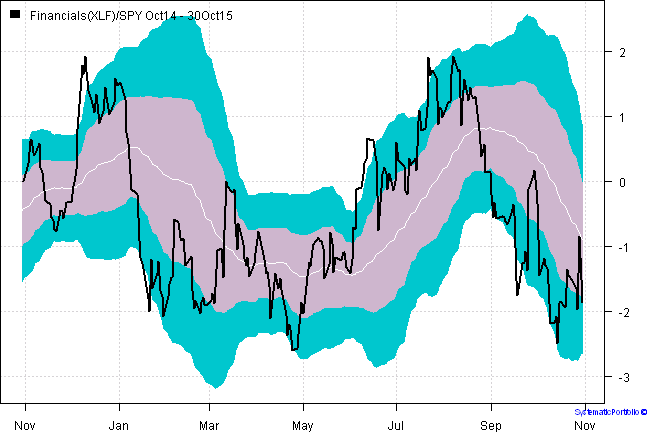 Financials(XLF)/SPY Oct14 - 30Oct15
2
1
0
-1
-2
-3
Nov Jan Mar May Jul Sep Nov
SystematicPortfolio ©